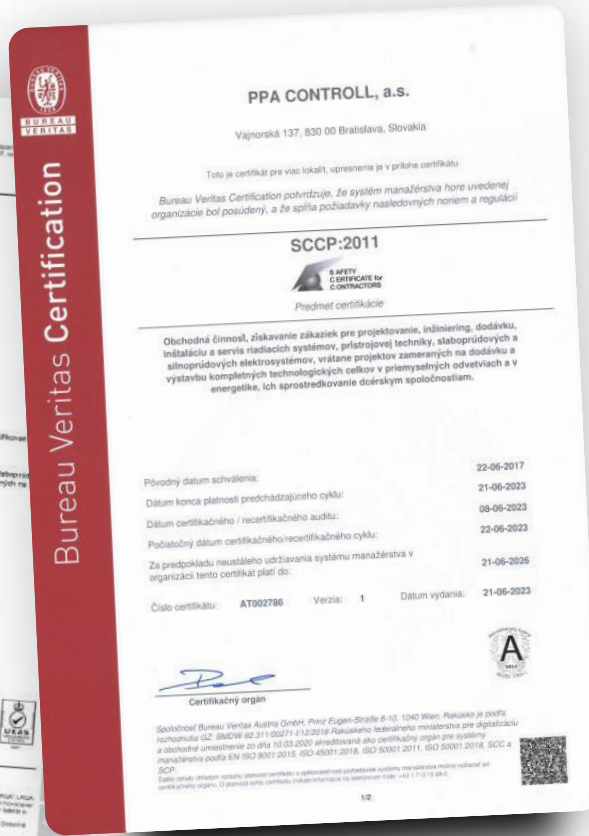 BUREAU
VERITAS
Bureau Veritas Certification
PPA CONTROLL, a.s.
Vajnorská 137, 830 00 Bratislava, Slovakia
Toto je certifikát pre viac lokalít, upresnenie je v prílohe certifikátu
Bureau Veritas Certification potvrdzuje, že systém manažérstva hore uvedenej
organizácie bol posúdený, a že spĺňa požiadavky nasledovných noriem a regulácií
SCCP:2011
SAFETY
CERTIFICATE for
CONTRACTORS
Predmet certifikácie
Obchodná činnosť, získavanie zákaziek pre projektovanie, inžiniering, dodávku,
inštaláciu a servis riadiacich systémov, prístrojovej techniky, slaboprúdových a
silnoprúdových elektrosystémov, vrátane projektov zameraných na dodávku a
výstavbu kompletných technologických celkov v priemyselných odvetviach a v
energetike, ich sprostredkovanie dcérskym spoločnostiam.
Pôvodný datum schválenia: 22-06-2017
Dátum konca platnosti predchádzajúceho cyklu: 21-06-2023
Dátum certifikačného / recertifikačného auditu: 08-06-2023
Počiatočný dátum certifikačného/recertifikačného cyklu: 22-06-2023
Za predpokladu neustáleho udržiavania systému manažérstva v
organizácii tento certifikát platí do: 21-06-2026
Číslo certifikátu: AT002786 Verzia: 1 Dátum vydania: 21-06-2023
Certifikačný orgán
A
Spoločnosť Bureau Veritas Austria GmbH, Prinz Eugen-Straße 8-10, 1040 Wien, Rakúsko je podľa
rozhodnutia GZ: BMDW-92.311/0027 12/2018 Rakúskeho federálneho ministerstva pre digitalizáciu
a obchodné umiestnenie zo dňa 10.03.2020 akreditované ako certifikačný orgán pre systémy
manažérstva podľa EN ISO 9001:2015, ISO 45001:2018, ISO 50001:2011, ISO 50001:2018, SCC a
SCP.
1/2
UKAS